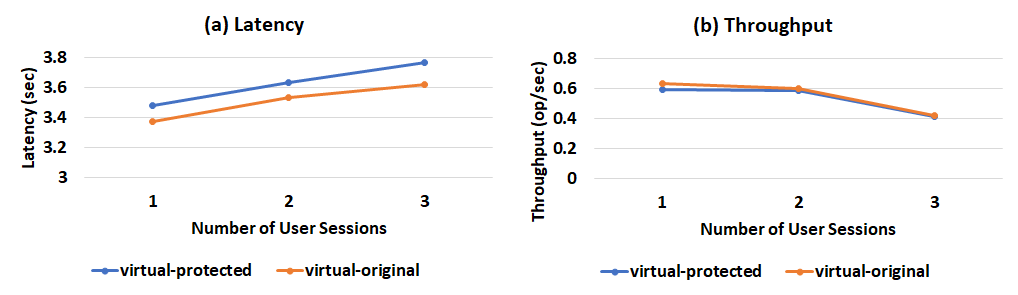 (a) Latency
3.8
3.6
3.4
3.2
3
Latency (sec)
1 2 3
Number of User Sessions
virtual-protected virtual-original
(b) Throughput
0.8
0.6
0.4
0.2
0
Throughput (op/sec)
1 2 3
Number of User Sessions
virtual-protected virtual-original